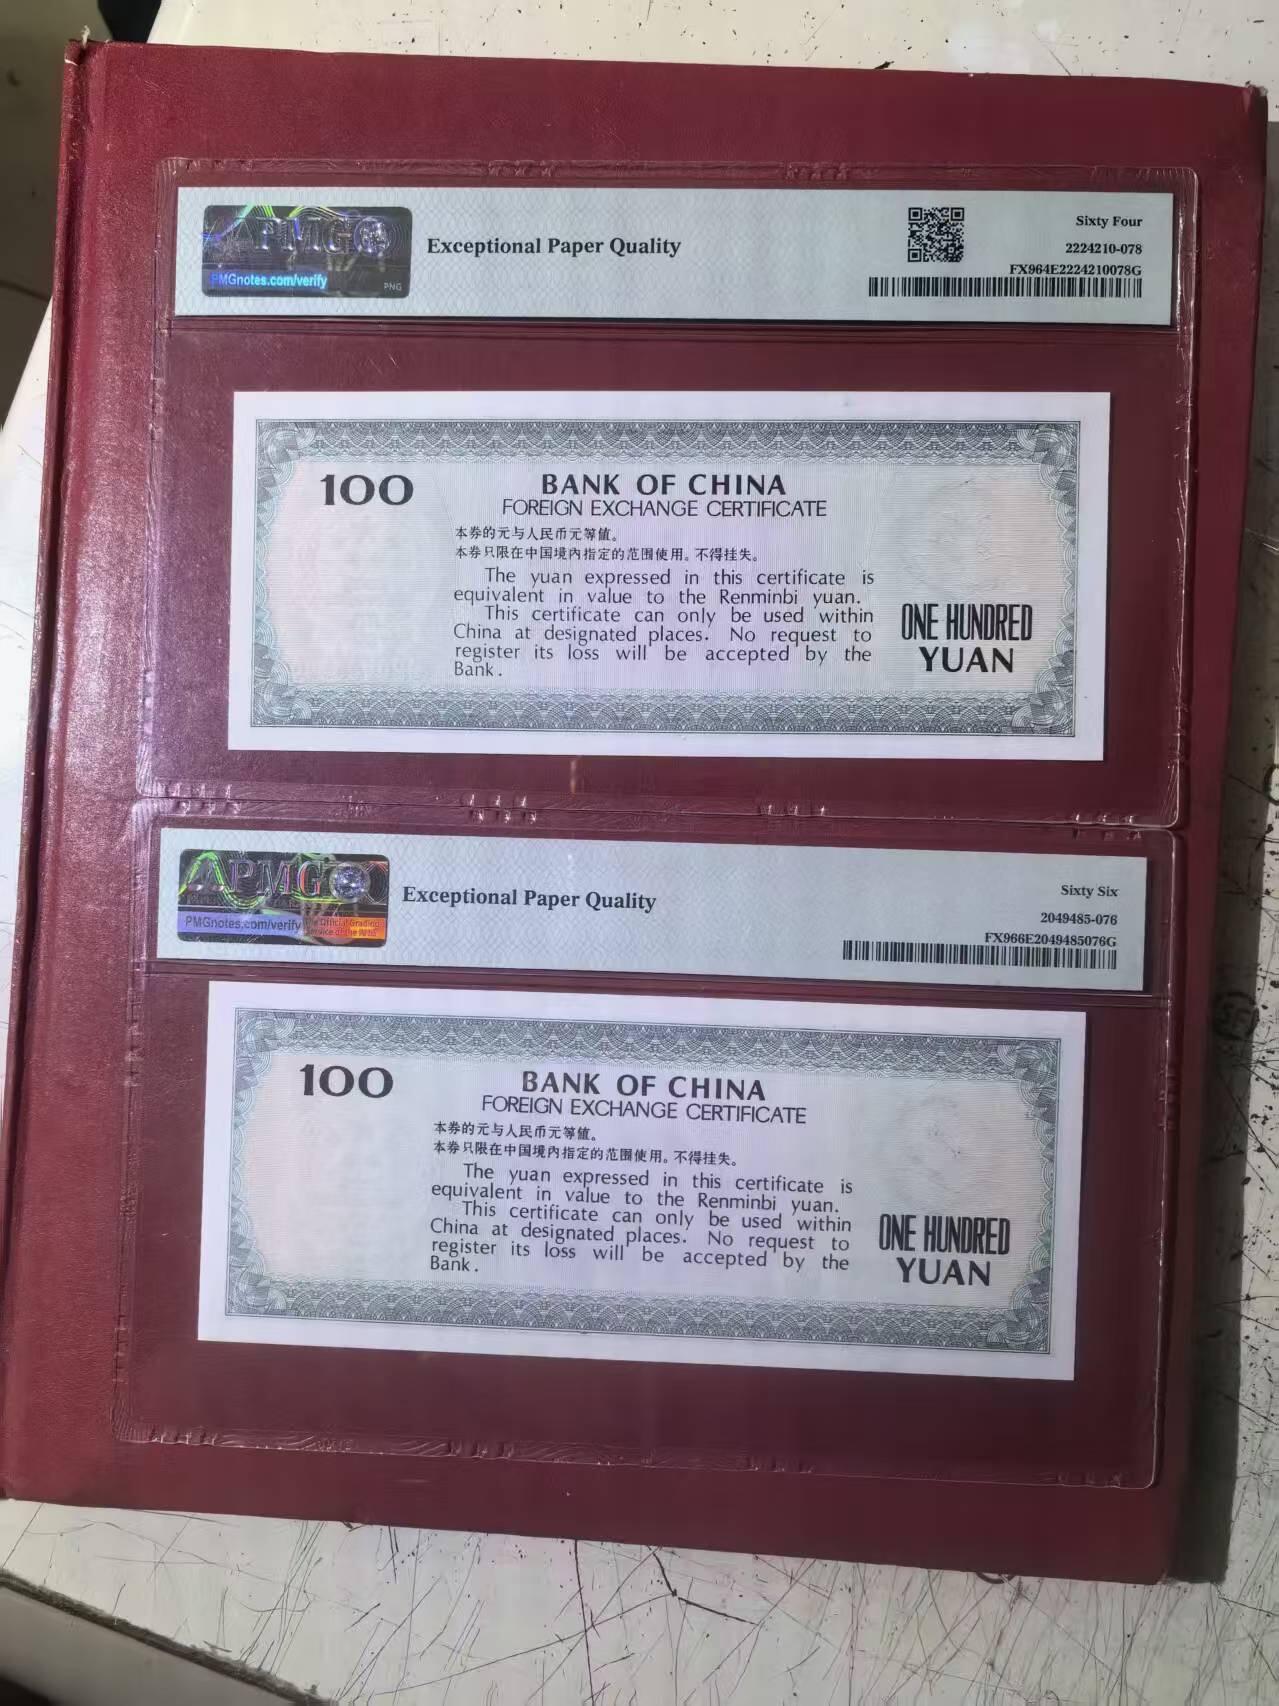 PMG
PMGnotes.com/verify
PNG
Exceptional Paper Quality
Sixty Four
2224210-078
FX964E2224210078G
100
BANK OF CHINA
FOREIGN EXCHANGE CERTIFICATE
本券的元与人民币元等值。
本券只限在中国境内指定的范围使用。不得挂失。
The yuan expressed in this certificate is
equivalent in value to the Renminbi yuan.
This certificate can only be used within
China at designated places. No request to
register its loss will be accepted by the
Bank.
ONE HUNDRED
YUAN
PMG
PMGnotes.com/verify
The Official Grading
Service of the
Exceptional Paper Quality
Sixty Six
2049485-076
FX966E2049485076G
100
BANK OF CHINA
FOREIGN EXCHANGE CERTIFICATE
本券的元与人民币元等值。
本券只限在中国境内指定的范围使用。不得挂失。
The yuan expressed in this certificate is
equivalent in value to the Renminbi yuan.
This certificate can only be used within
China at designated places. No request to
register its loss will be accepted by the
Bank.
ONE HUNDRED
YUAN